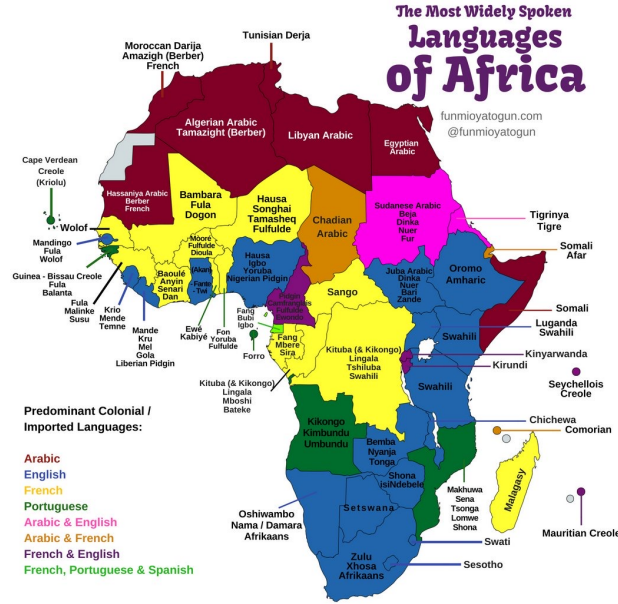 The Most Widely Spoken
Languages
of Africa
funmioyatogun.com
@funmioyatogun
Moroccan Darija
Amazigh (Berber)
French
Tunisian Derja
Algerian Arabic
Tamazight (Berber)
Libyan Arabic
Egyptian
Arabic
Cape Verdean
Creole
(Kriolu)
Hassaniya Arabic
Berber
French
Bambara
Fula
Dogon
Hausa
Songhai
Tamasheq
Fulfulde
Chadian
Arabic
Sudanese Arabic
Beja
Dinka
Nuer
Fur
Tigrinya
Tigre
Somali
Afar
Wolof
Mandingo
Fula
Wolof
Guinea - Bissau Creole
Fula
Balanta
Fula
Malinke
Susu
Krio
Mende
Temne
Mande
Kru
Mel
Gola
Liberian Pidgin
Baoulé
Anyin
Senari
Dan
Mòoré
Fulfulde
Dioula
(Akan)
Fante
- Twi
Ewé
Kabiyé
Fon
Yoruba
Fulfulde
Hausa
Igbo
Yoruba
Nigerian Pidgin
Pidgin
Camfranglais
Fulfulde
Ewondo
Fang
Bubi
Igbo
Forro
Fang
Mbere
Sira
Sango
Juba Arabic
Dinka
Nuer
Bari
Zande
Oromo
Amharic
Somali
Luganda
Swahili
Swahili
Kinyarwanda
Kirundi
Swahili
Seychellois
Creole
Kituba (& Kikongo)
Lingala
Tshiluba
Swahili
Kituba (& Kikongo)
Lingala
Mboshi
Bateke
Kikongo
Kimbundu
Umbundu
Bemba
Nyanja
Tonga
Chichewa
Comorian
Shona
isiNdebele
Makhuwa
Sena
Tsonga
Lomwe
Shona
Malagasy
Mauritian Creole
Oshiwambo
Nama / Damara
Afrikaans
Setswana
Swati
Sesotho
Zulu
Xhosa
Afrikaans
Predominant Colonial /
Imported Languages:
Arabic
English
French
Portuguese
Arabic & English
Arabic & French
French & English
French, Portuguese & Spanish